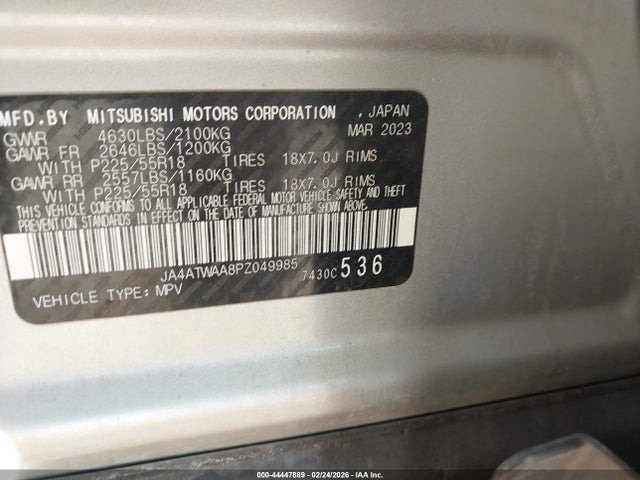 MFD.BY MITSUBISHI MOTORS CORPORATION , JAPAN
GVWR 4630LBS/2100KG MAR 2023
GAWR FR 2646LBS/1200KG
WITH P225/55R18 TIRES 18X7.0J RIMS
GAWR RR 2557LBS/1160KG
WITH P225/55R18 TIRES 18X7.0J RIMS
THIS VEHICLE CONFORMS TO ALL APPLICABLE FEDERAL MOTOR VEHICLE SAFETY AND THEFT
PREVENTION STANDARDS IN EFFECT ON THE DATE OF MANUFACTURE SHOWN ABOVE.
JA4ATWAA8PZ049985 7430C 536
VEHICLE TYPE: MPV
000-44447889 - 02/24/2026 - IAA Inc.